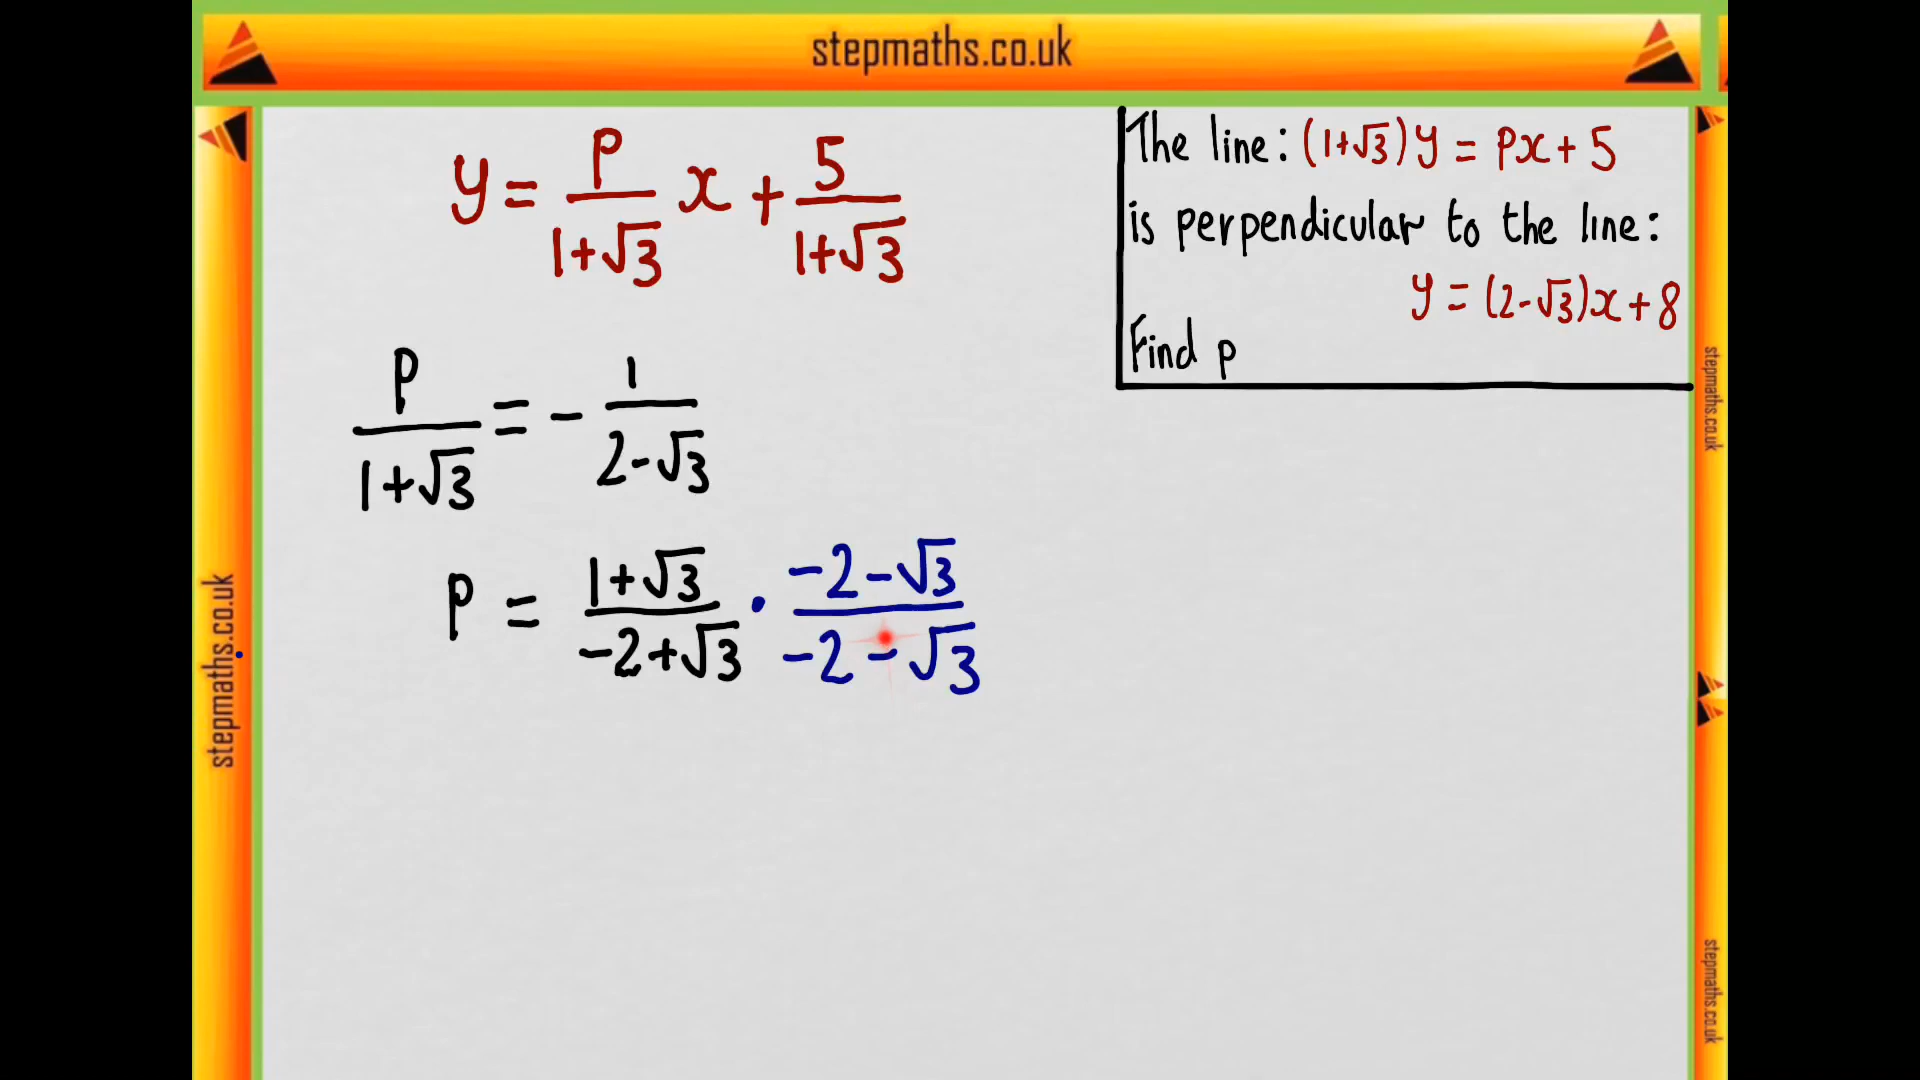 stepmaths.co.uk
The line: (1+√3)y = px + 5
is perpendicular to the line:
y = (2-√3)x + 8
Find p
y = p/(1+√3) x + 5/(1+√3)
p/(1+√3) = - 1/(2-√3)
p = (1+√3)/(-2+√3) · (-2-√3)/(-2-√3)
stepmaths.co.uk
stepmaths.co.uk
stepmaths.co.uk